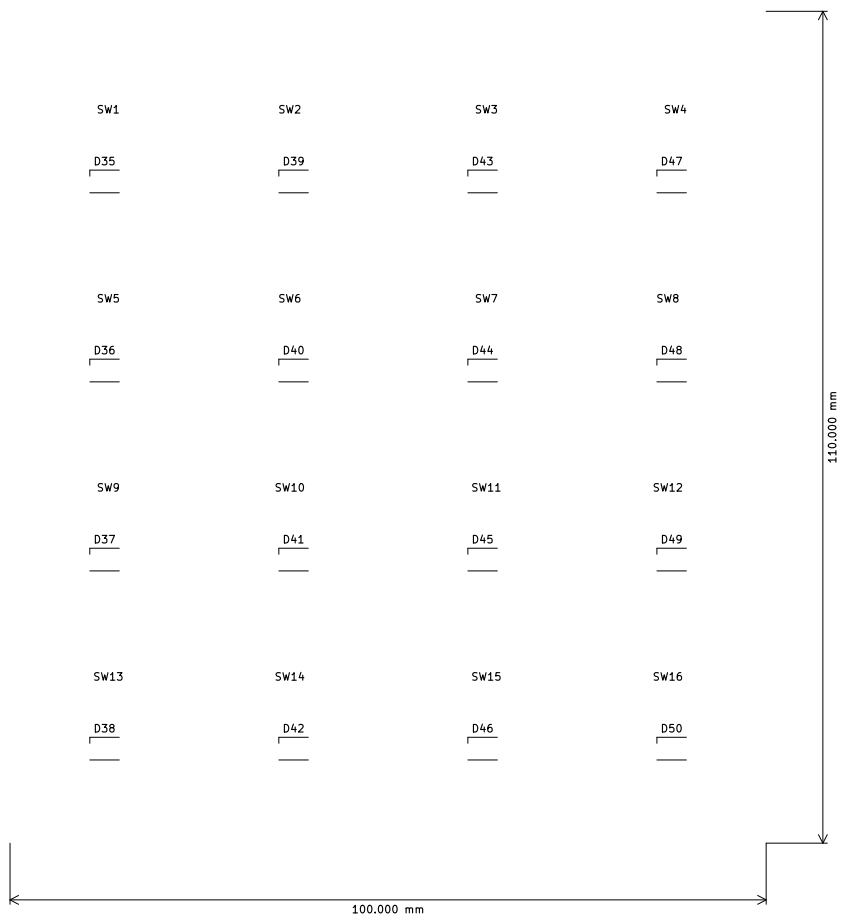 SW1 SW2 SW3 SW4
D35 D39 D43 D47
SW5 SW6 SW7 SW8
D36 D40 D44 D48
110.000 mm
SW9 SW10 SW11 SW12
D37 D41 D45 D49
SW13 SW14 SW15 SW16
D38 D42 D46 D50
100.000 mm